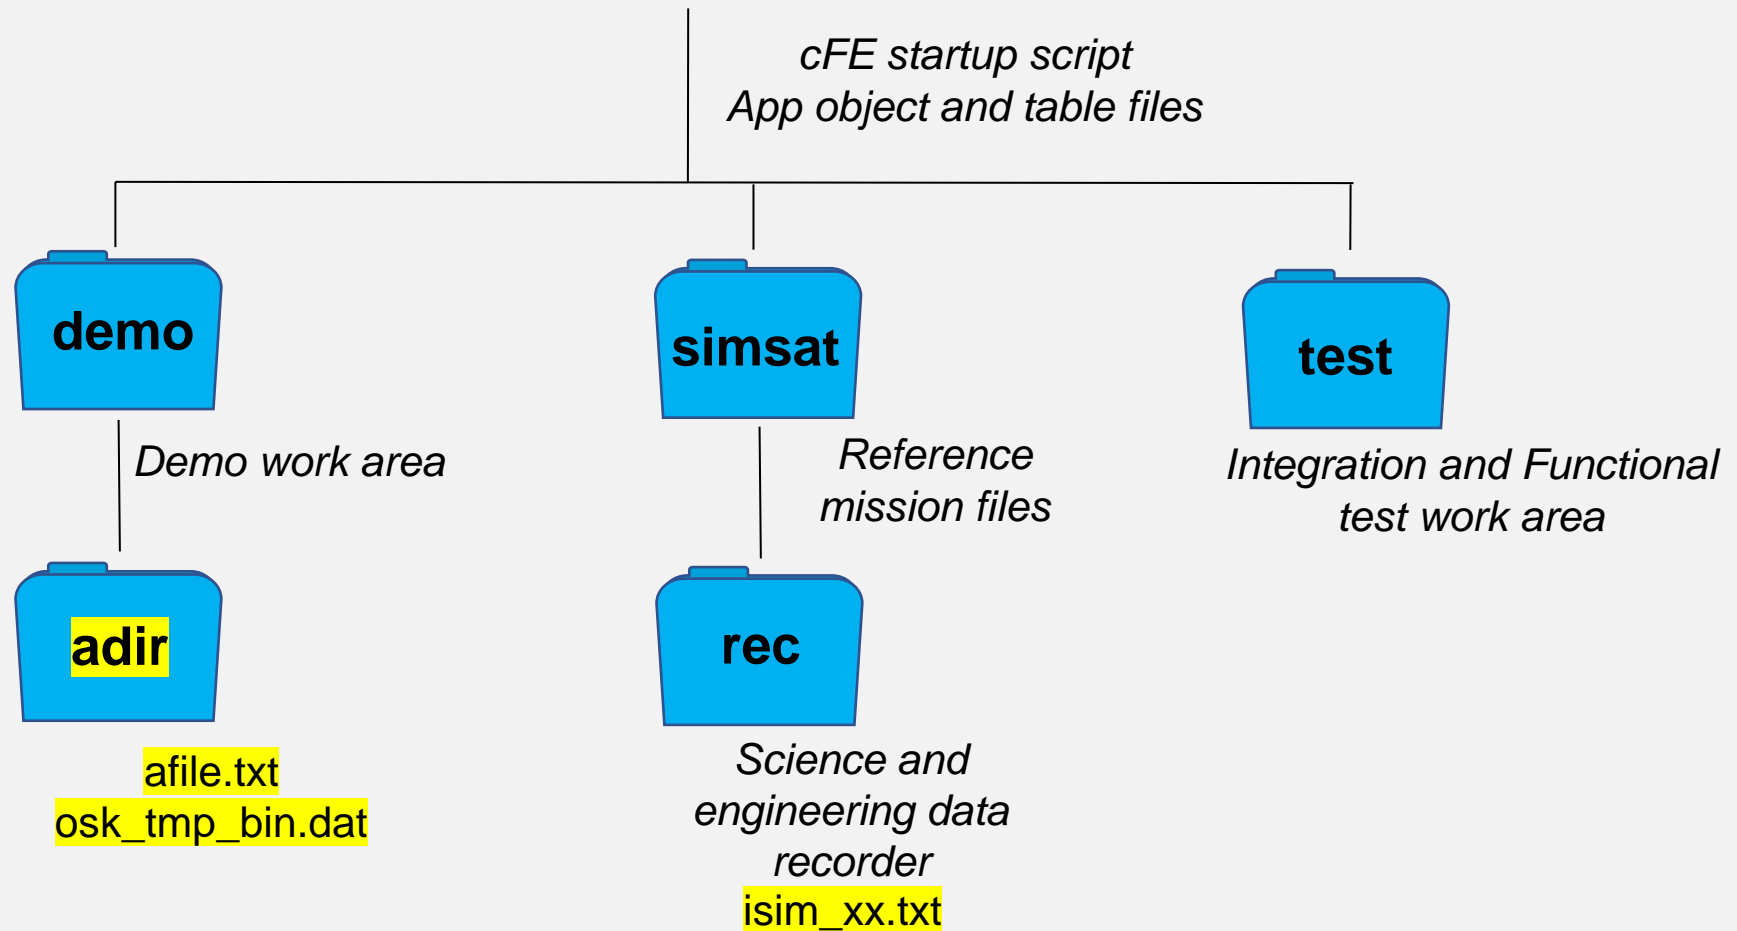 cFE startup script
App object and table files
demo
simsat
test
Demo work area
Reference
mission files
Integration and Functional
test work area
adir
rec
afile.txt
osk_tmp_bin.dat
Science and
engineering data
recorder
isim_xx.txt